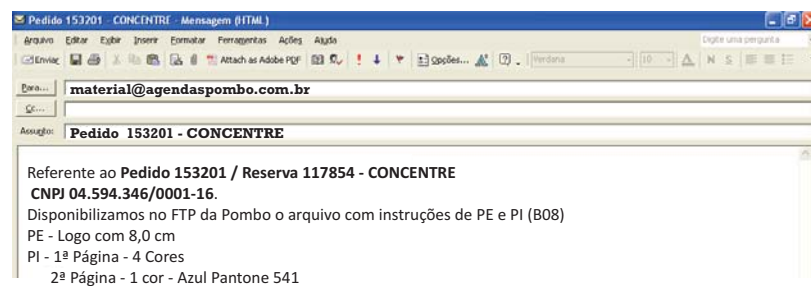 Pedido 153201 - CONCENTRE - Mensagem (HTML)
Arquivo Editar Exibir Inserir Formatar Ferramentas Ações Ajuda Digite uma pergunta
Enviar Attach as Adobe PDF Opções... Verdana 10 A N S
Para... material@agendaspombo.com.br
Cc...
Assunto: Pedido 153201 - CONCENTRE
Referente ao Pedido 153201 / Reserva 117854 - CONCENTRE
CNPJ 04.594.346/0001-16.
Disponibilizamos no FTP da Pombo o arquivo com instruções de PE e PI (B08)
PE - Logo com 8,0 cm
PI - 1ª Página - 4 Cores
2ª Página - 1 cor - Azul Pantone 541